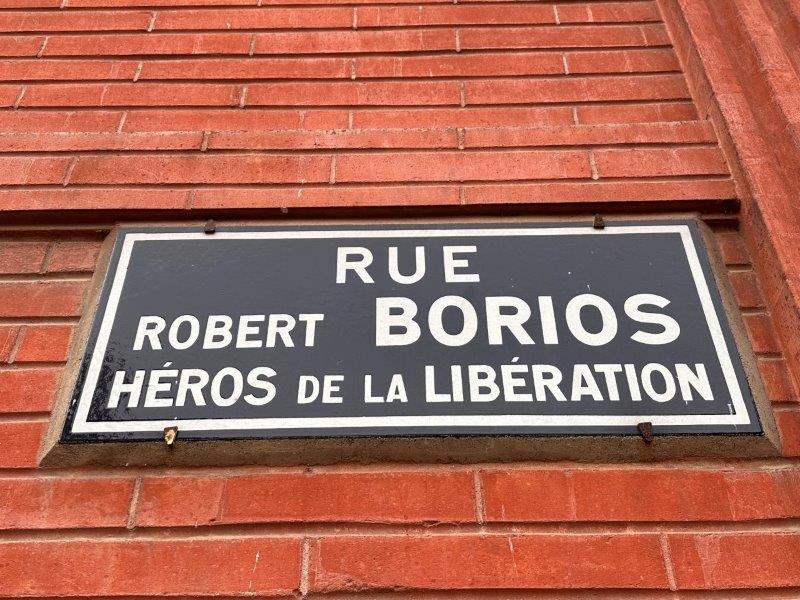 RUE
ROBERT BORIOS
HÉROS DE LA LIBÉRATION